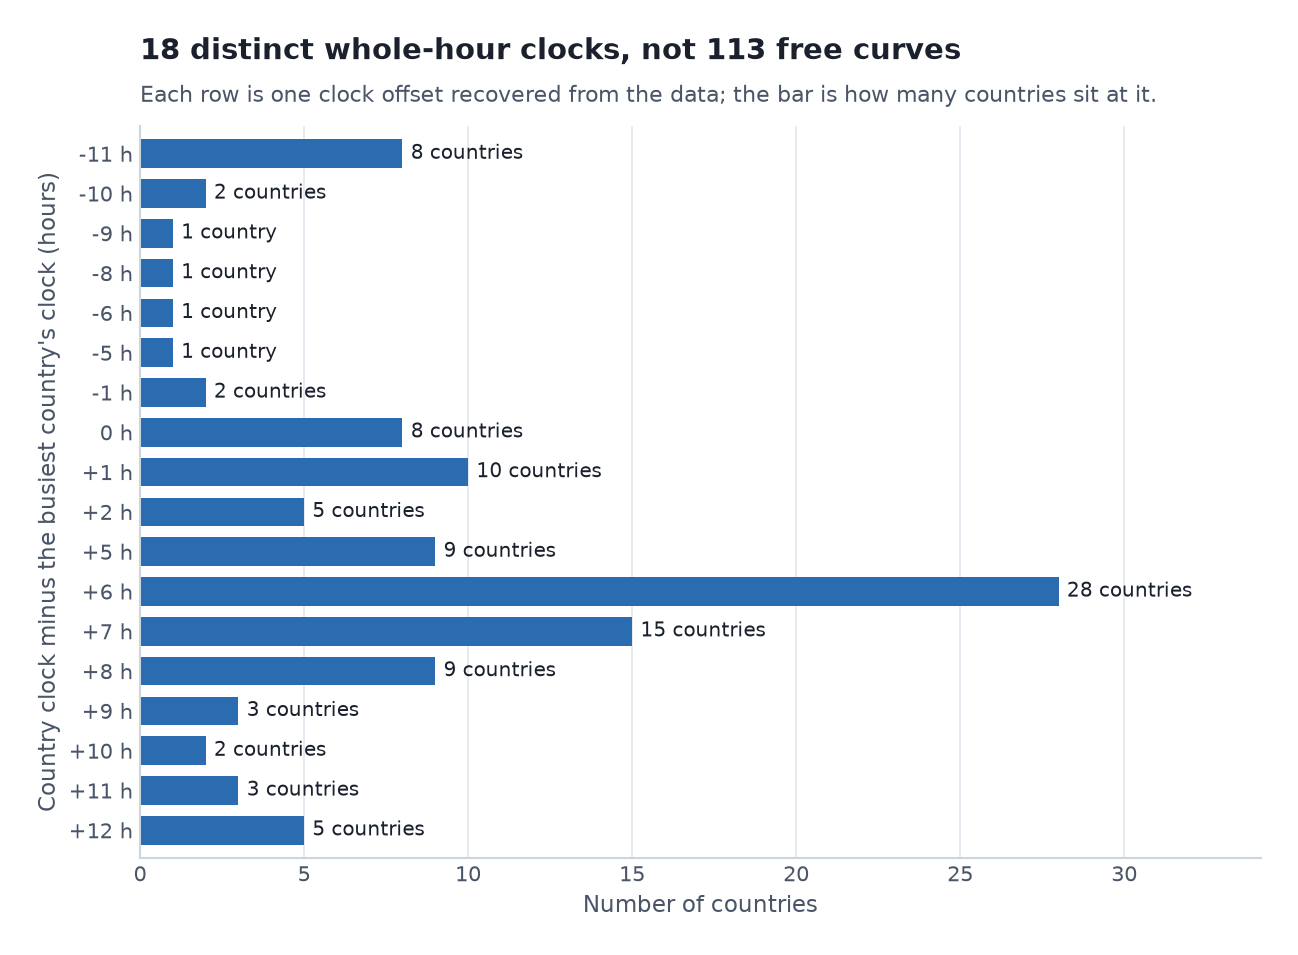 18 distinct whole-hour clocks, not 113 free curves
Each row is one clock offset recovered from the data; the bar is how many countries sit at it.
Country clock minus the busiest country's clock (hours)
-11 h 8 countries
-10 h 2 countries
-9 h 1 country
-8 h 1 country
-6 h 1 country
-5 h 1 country
-1 h 2 countries
0 h 8 countries
+1 h 10 countries
+2 h 5 countries
+5 h 9 countries
+6 h 28 countries
+7 h 15 countries
+8 h 9 countries
+9 h 3 countries
+10 h 2 countries
+11 h 3 countries
+12 h 5 countries
0 5 10 15 20 25 30
Number of countries